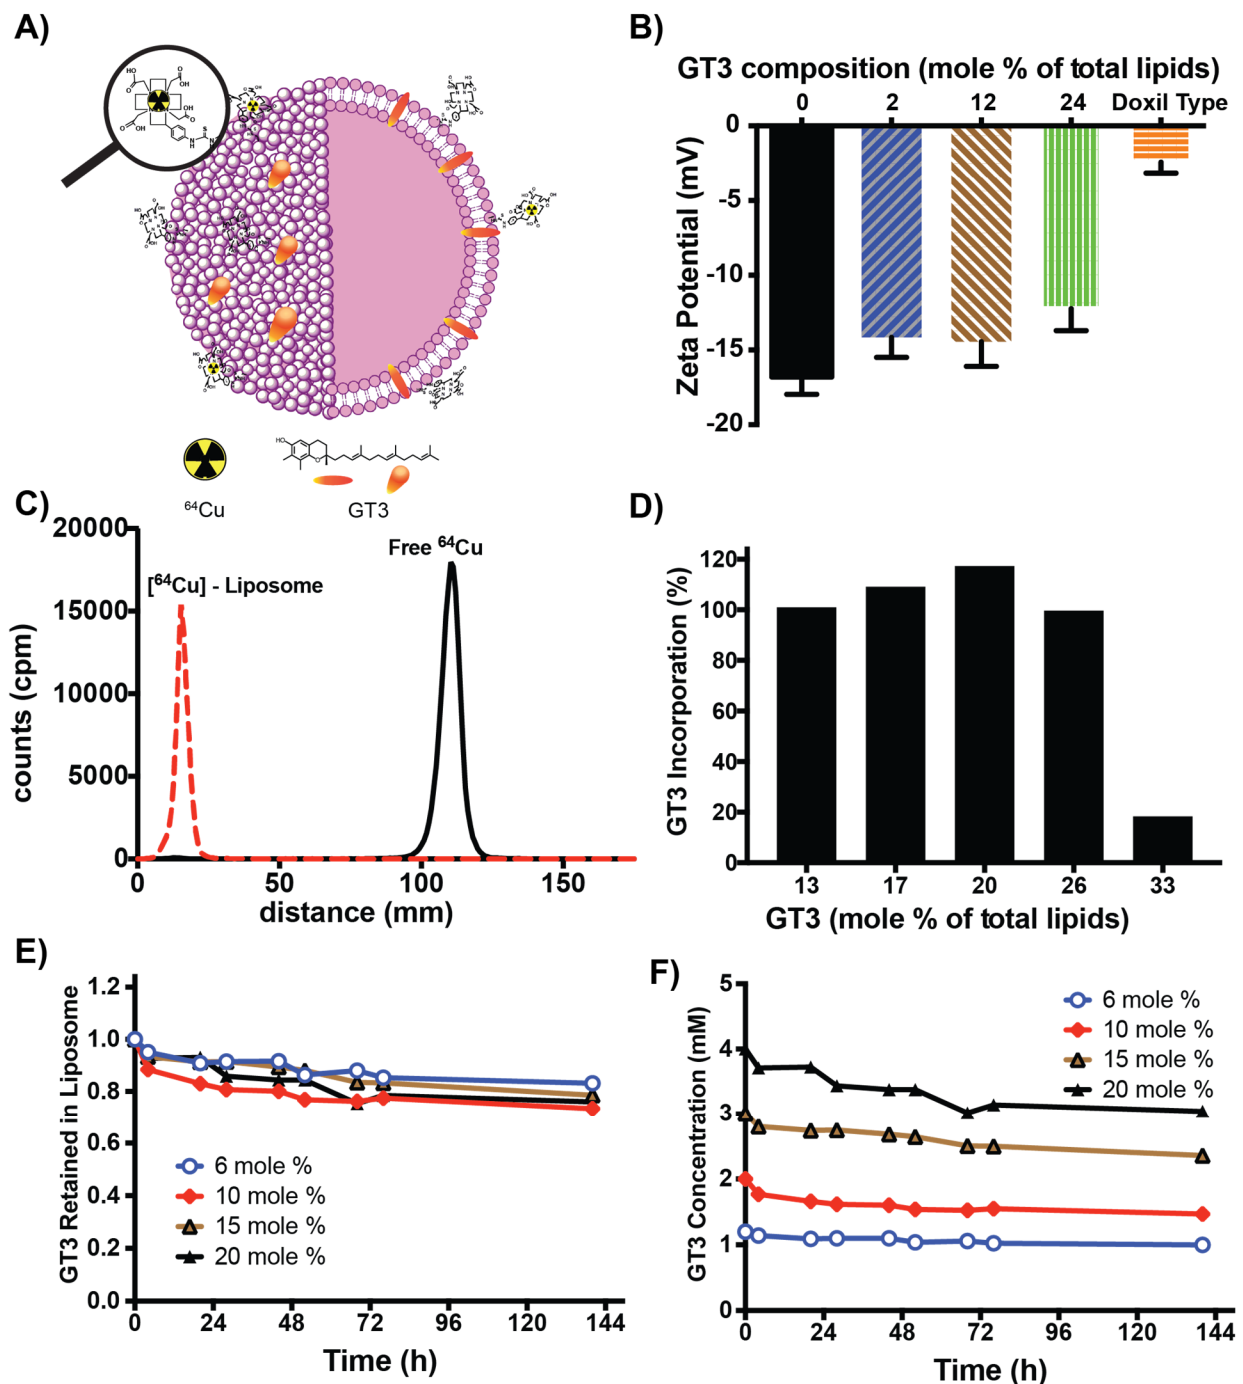 A)
HO
OH
HO
OH
S
HO
64Cu
GT3
B)
GT3 composition (mole % of total lipids)
0 2 12 24 Doxil Type
Zeta Potential (mV)
0
-5
-10
-15
-20
C)
counts (cpm)
20000
15000
10000
5000
0
[64Cu] - Liposome
Free 64Cu
0 50 100 150
distance (mm)
D)
GT3 Incorporation (%)
120
100
80
60
40
20
0
13 17 20 26 33
GT3 (mole % of total lipids)
E)
GT3 Retained in Liposome
1.2
1.0
0.8
0.6
0.4
0.2
0.0
6 mole %
10 mole %
15 mole %
20 mole %
0 24 48 72 96 120 144
Time (h)
F)
GT3 Concentration (mM)
5
4
3
2
1
0
6 mole %
10 mole %
15 mole %
20 mole %
0 24 48 72 96 120 144
Time (h)